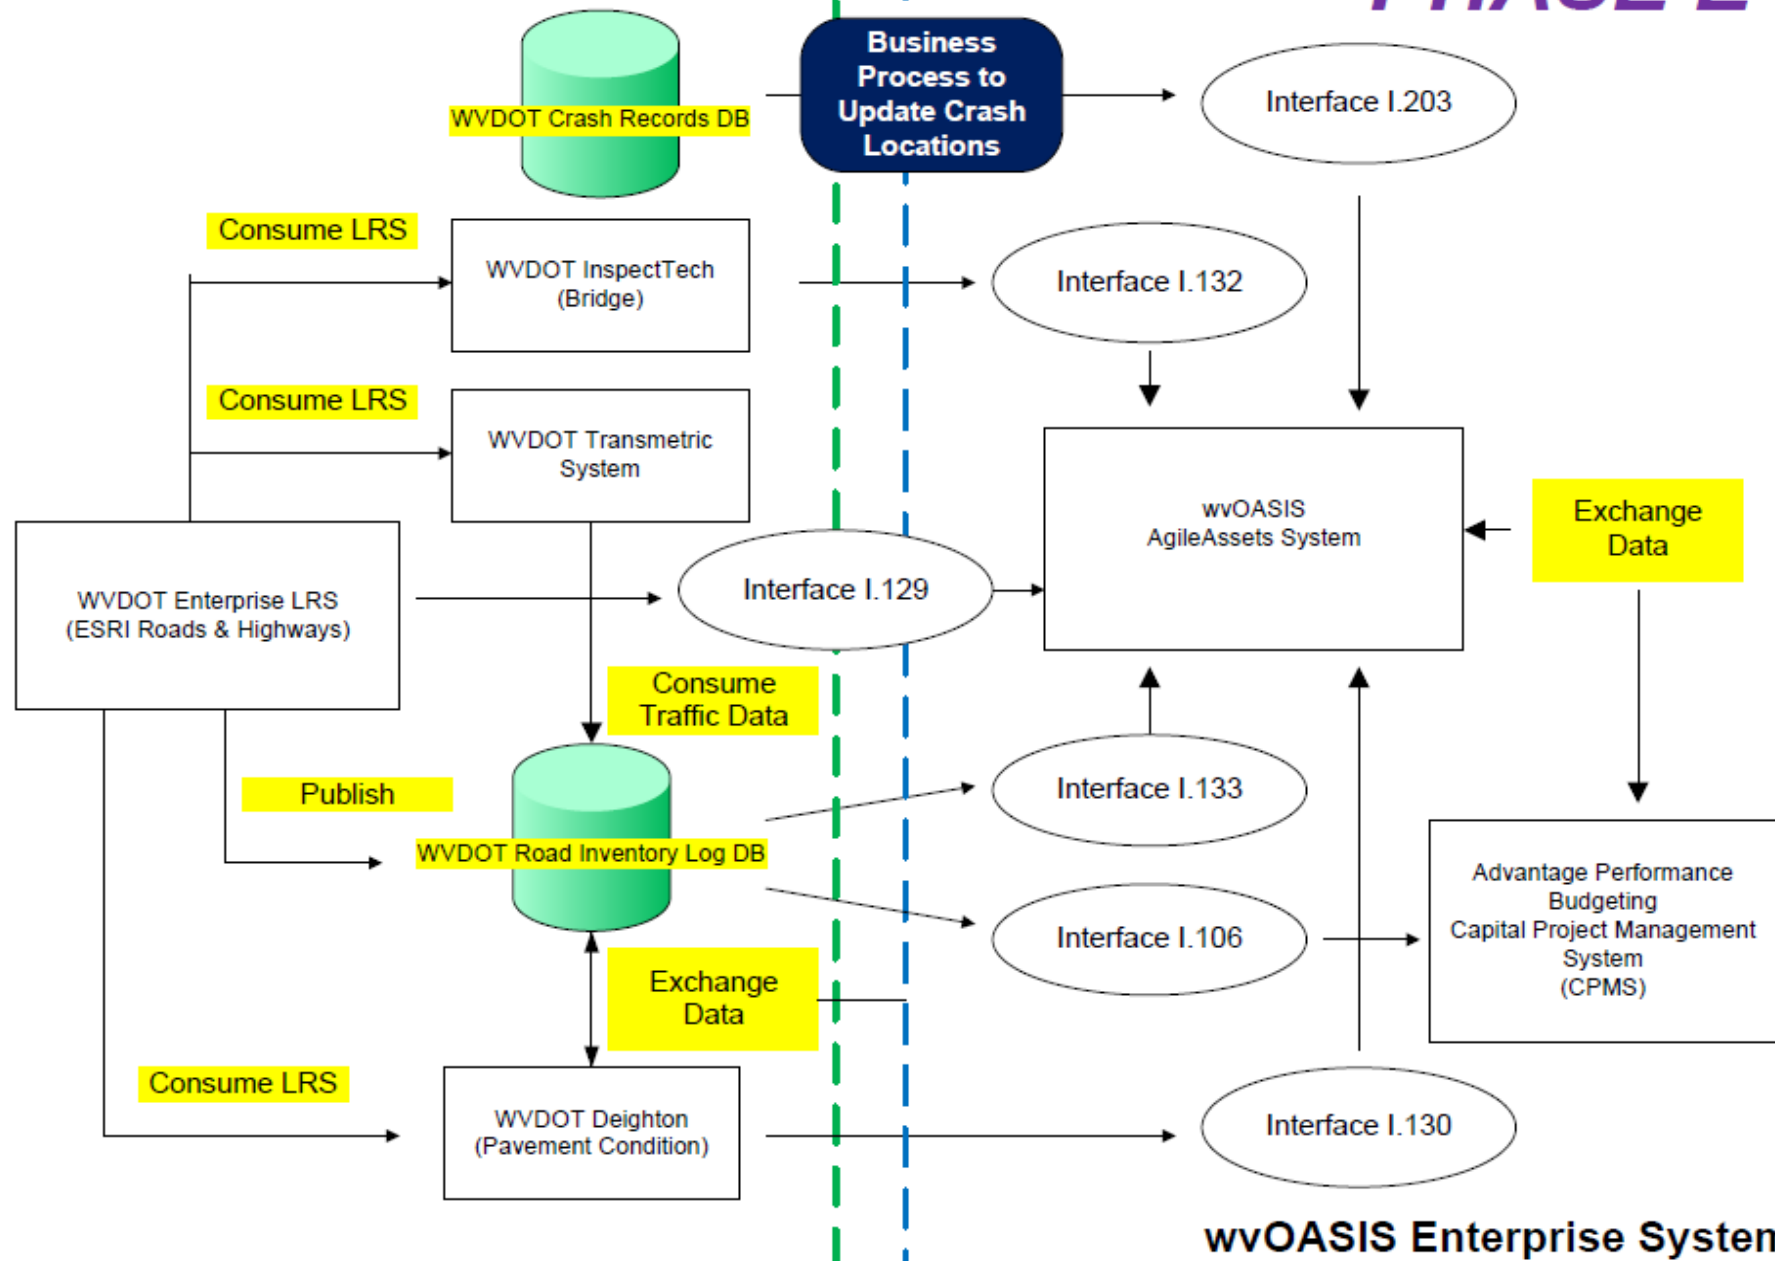 Business
Process to
Update Crash
Locations
WVDOT Crash Records DB
Interface I.203
Consume LRS
WVDOT InspectTech
(Bridge)
Interface I.132
Consume LRS
WVDOT Transmetric
System
wvOASIS
AgileAssets System
Exchange
Data
WVDOT Enterprise LRS
(ESRI Roads & Highways)
Interface I.129
Consume
Traffic Data
Publish
Interface I.133
WVDOT Road Inventory Log DB
Advantage Performance
Budgeting
Capital Project Management
System
(CPMS)
Interface I.106
Exchange
Data
Consume LRS
WVDOT Deighton
(Pavement Condition)
Interface I.130
wvOASIS Enterprise System